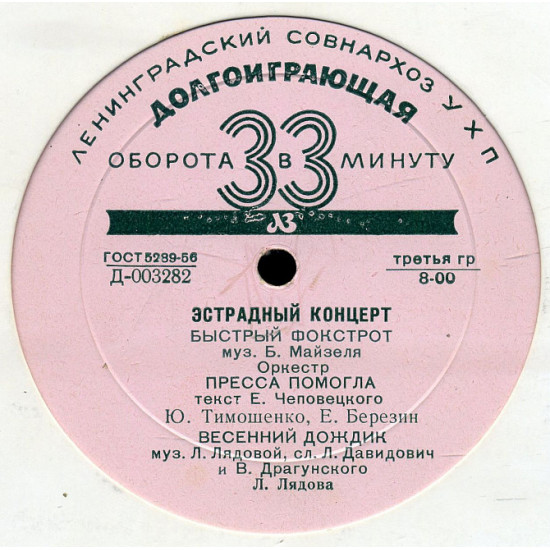 ЛЕНИНГРАДСКИЙ СОВНАРХОЗ УХП
ДОЛГОИГРАЮЩАЯ
ОБОРОТА 33 В МИНУТУ
ЛЗ
ГОСТ 5289-56
Д-003282
третья гр
8-00
ЭСТРАДНЫЙ КОНЦЕРТ
БЫСТРЫЙ ФОКСТРОТ
муз. Б. Майзеля
Оркестр
ПРЕССА ПОМОГЛА
текст Е. Чеповецкого
Ю. Тимошенко, Е. Березин
ВЕСЕННИЙ ДОЖДИК
муз. Л. Лядовой, сл. Л. Давидович
и В. Драгунского
Л. Лядова